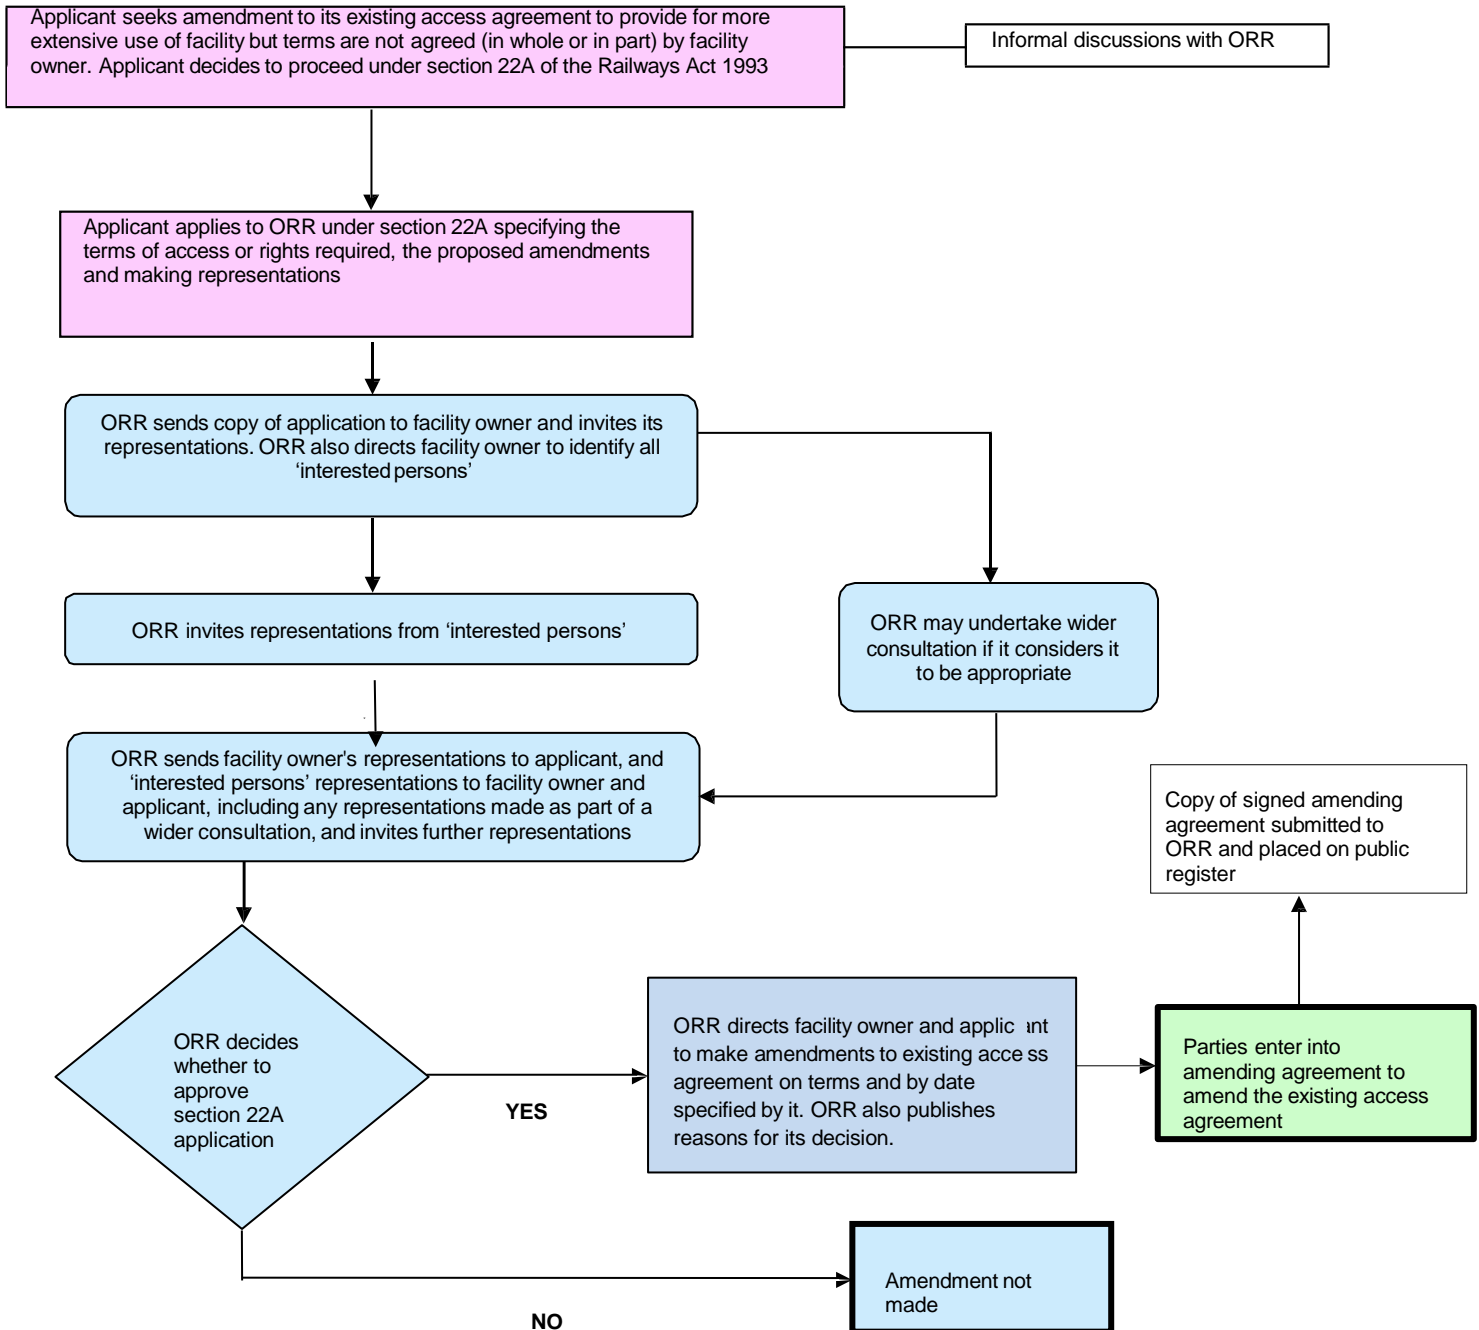 Applicant seeks amendment to its existing access agreement to provide for more
extensive use of facility but terms are not agreed (in whole or in part) by facility
owner. Applicant decides to proceed under section 22A of the Railways Act 1993
Informal discussions with ORR
Applicant applies to ORR under section 22A specifying the
terms of access or rights required, the proposed amendments
and making representations
ORR sends copy of application to facility owner and invites its
representations. ORR also directs facility owner to identify all
‘interested persons’
ORR invites representations from ‘interested persons’
ORR may undertake wider
consultation if it considers it
to be appropriate
ORR sends facility owner's representations to applicant, and
‘interested persons’ representations to facility owner and
applicant, including any representations made as part of a
wider consultation, and invites further representations
Copy of signed amending
agreement submitted to
ORR and placed on public
register
ORR decides
whether to
approve
section 22A
application
YES
ORR directs facility owner and applicant
to make amendments to existing access
agreement on terms and by date
specified by it. ORR also publishes
reasons for its decision.
Parties enter into
amending agreement to
amend the existing access
agreement
Amendment not
made
NO